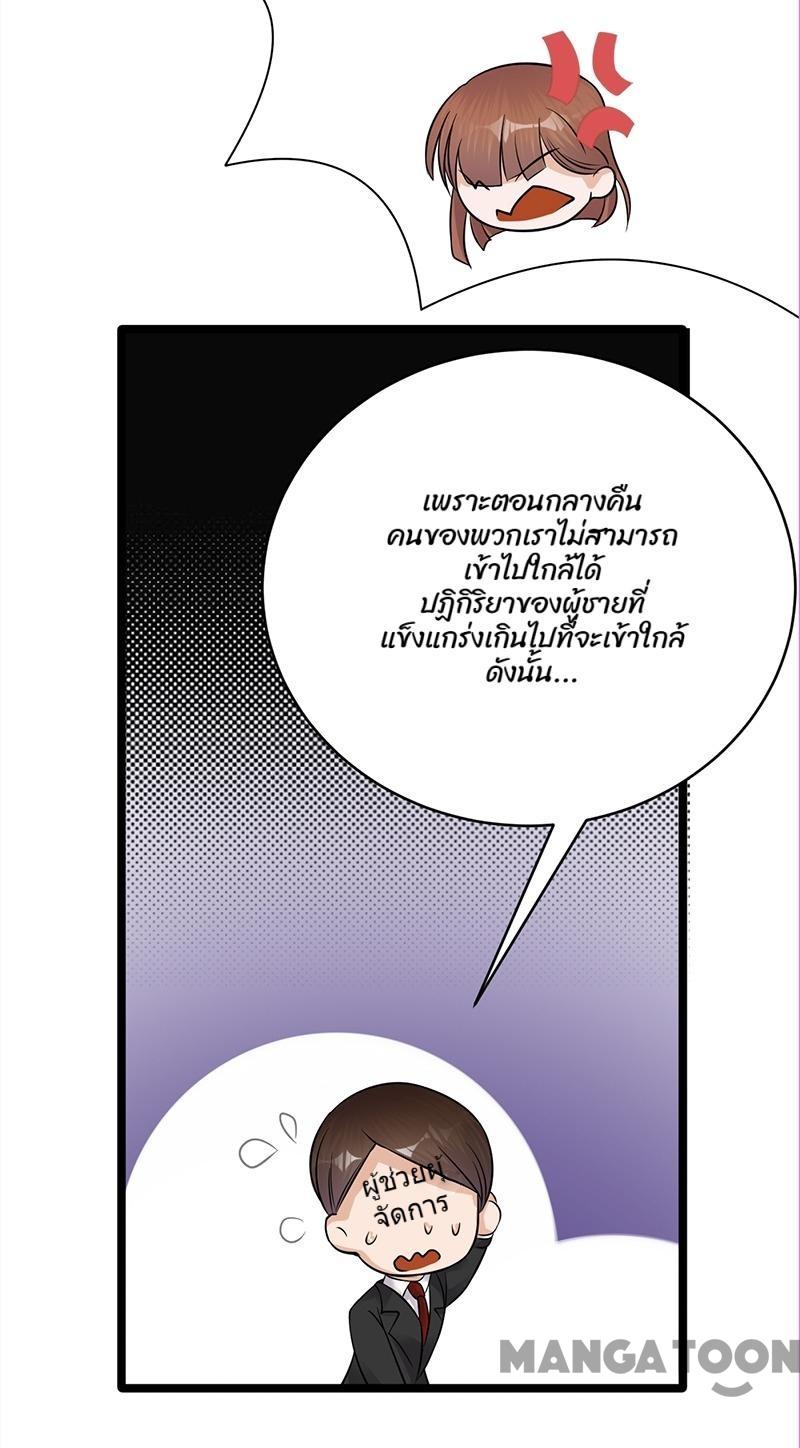 เพราะตอนกลางคืน
คนของพวกเราไม่สามารถ
เข้าไปใกล้ได้
ปฏิกิริยาของผู้ชายที่
แข็งแกร่งเกินไปที่จะเข้าใกล้
ดังนั้น...
ผู้ช่วยผุ้
จัดการ
MANGATOON